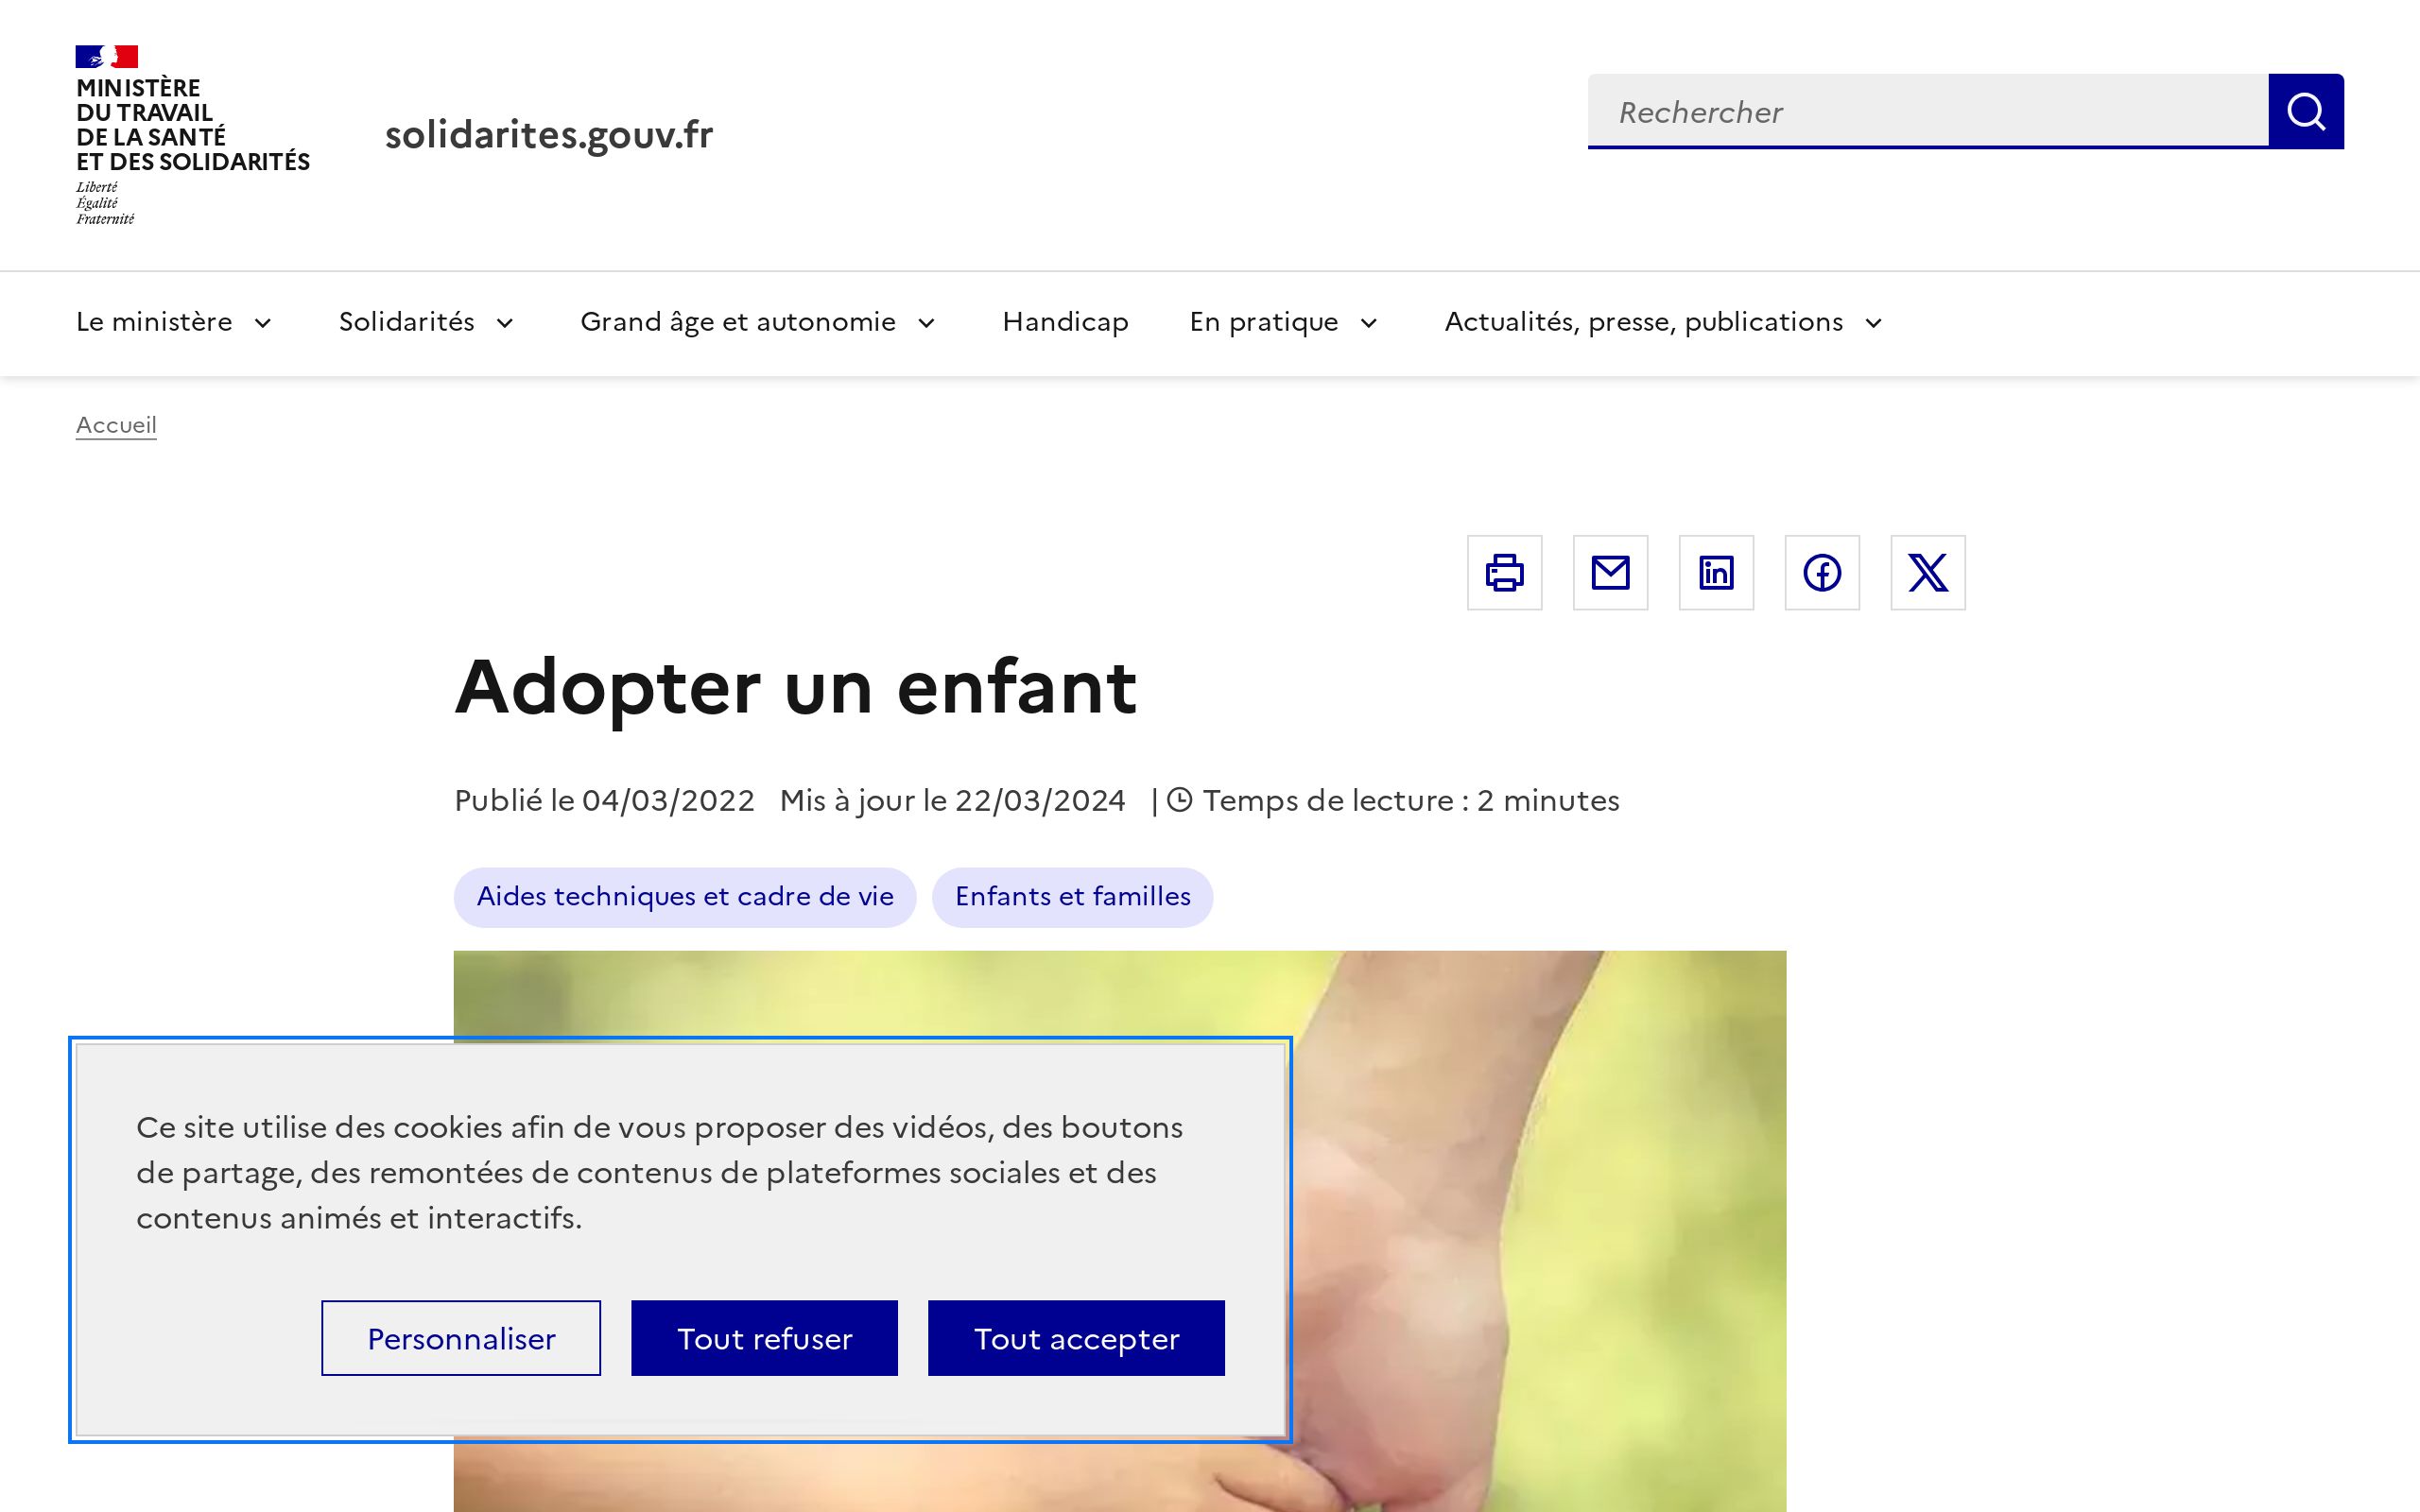 MINISTÈRE
DU TRAVAIL
DE LA SANTÉ
ET DES SOLIDARITÉS
Liberté
Égalité
Fraternité
solidarites.gouv.fr
Rechercher
Le ministère
Solidarités
Grand âge et autonomie
Handicap
En pratique
Actualités, presse, publications
Accueil
Adopter un enfant
Publié le 04/03/2022 Mis à jour le 22/03/2024 | Temps de lecture : 2 minutes
Aides techniques et cadre de vie
Enfants et familles
Ce site utilise des cookies afin de vous proposer des vidéos, des boutons
de partage, des remontées de contenus de plateformes sociales et des
contenus animés et interactifs.
Personnaliser
Tout refuser
Tout accepter